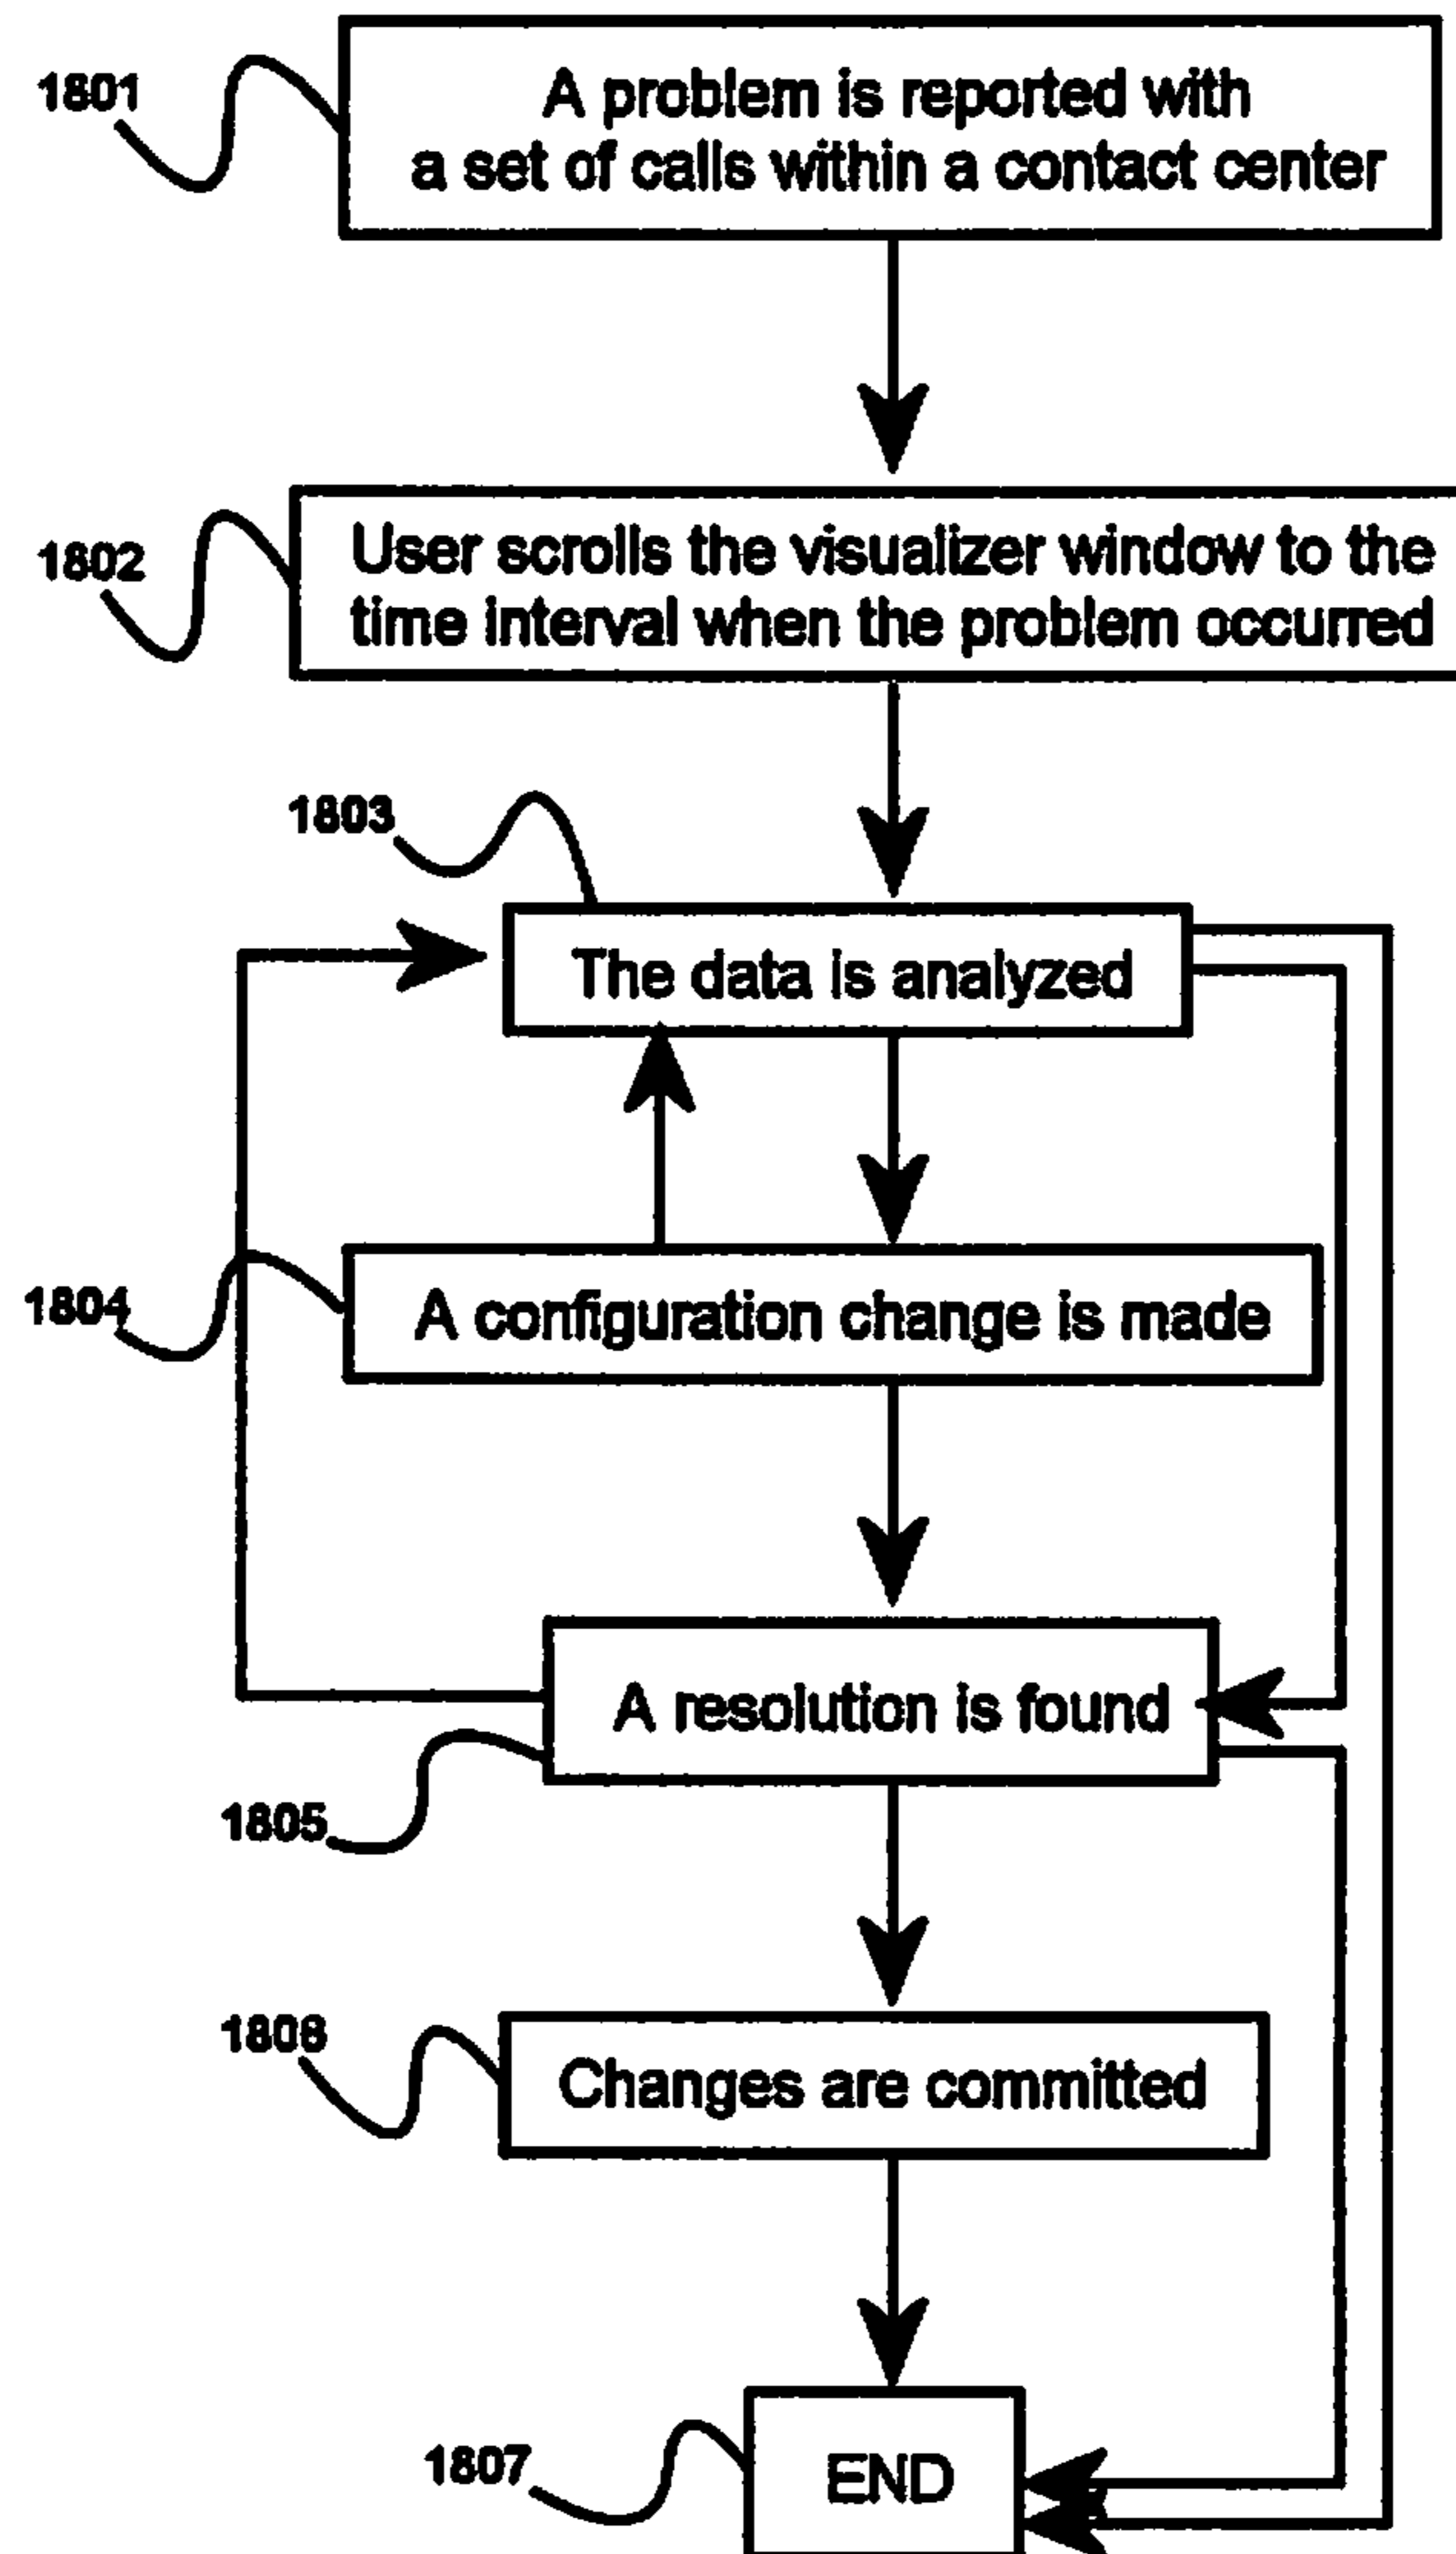 1801
A problem is reported with
a set of calls within a contact center
1802
User scrolls the visualizer window to the
time interval when the problem occurred
1803
The data is analyzed
1804
A configuration change is made
A resolution is found
1805
1806
Changes are committed
1807
END